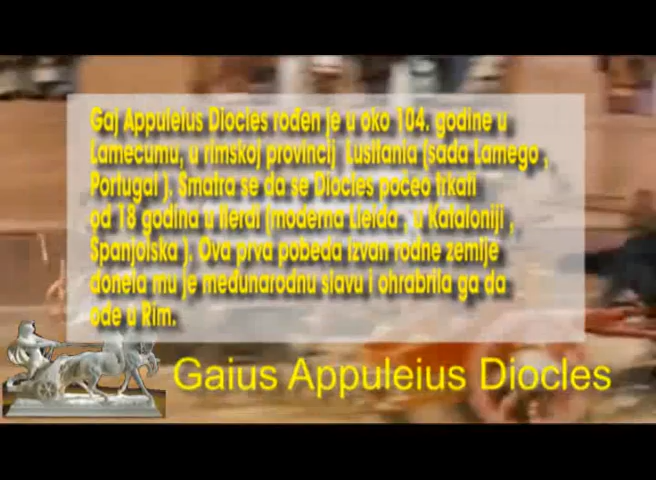 Gaj Appuleius Diocles rođen je u oko 104. godine u
Lamecumu, u rimskoj provincij Lusitania (sada Lamego ,
Portugal ). Smatra se da se Diocles počeo trkati
od 18 godina u Ilerdi (moderna Lleida , u Kataloniji ,
Španjolska ). Ova prva pobeda izvan rodne zemlje
donela mu je međunarodnu slavu i ohrabrila ga da
ode u Rim.
Gaius Appuleius Diocles